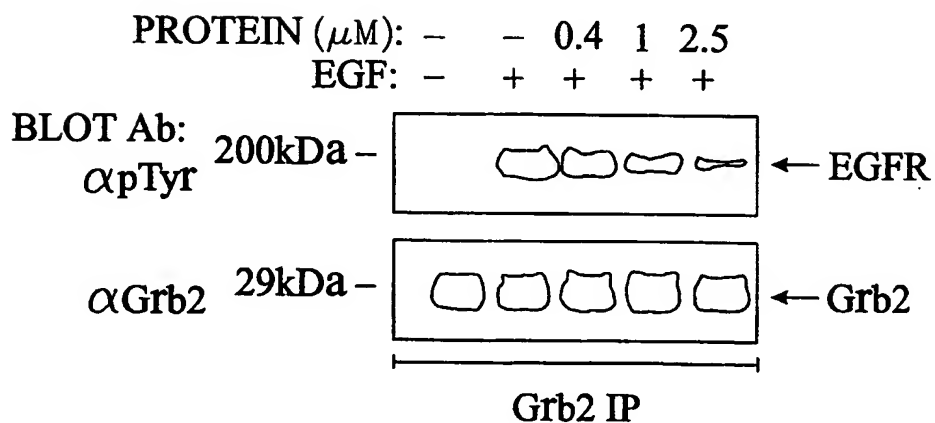 PROTEIN (μM): – – 0.4 1 2.5
EGF: – + + + +
BLOT Ab:
αpTyr 200kDa – ← EGFR
αGrb2 29kDa – ← Grb2
Grb2 IP